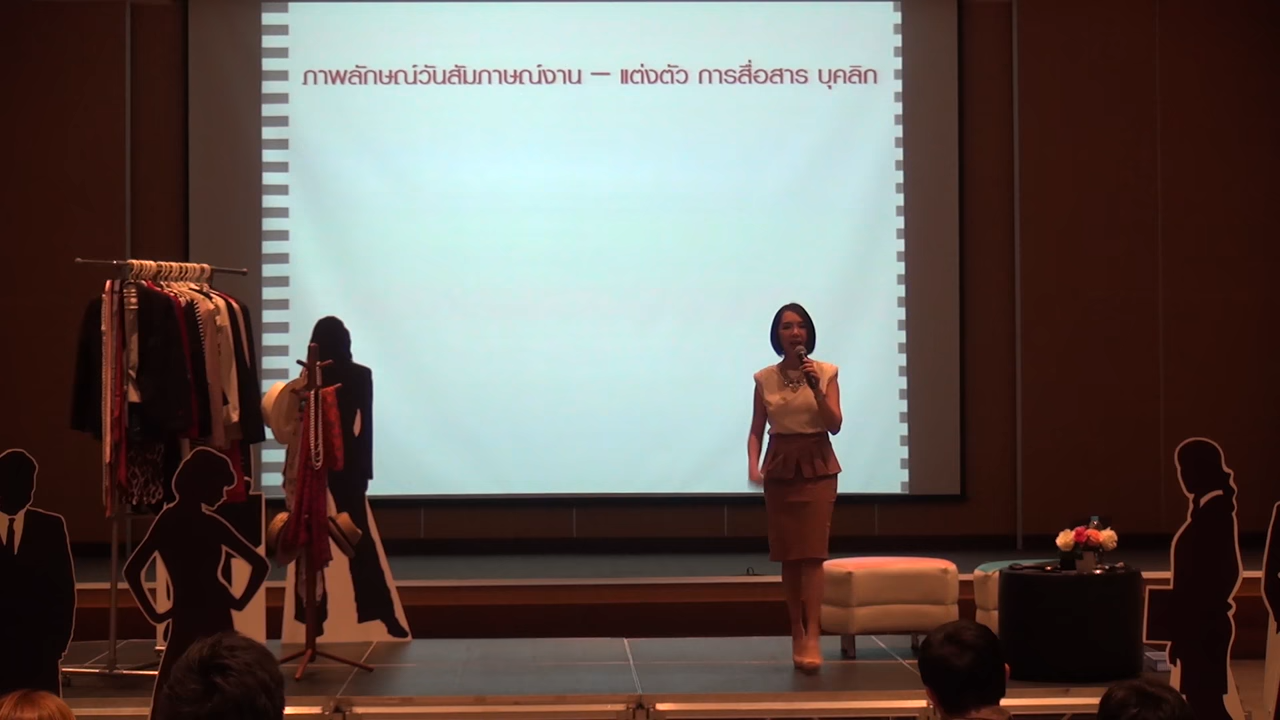 ภาพลักษณ์วันสัมภาษณ์งาน – แต่งตัว การสื่อสาร บุคลิก